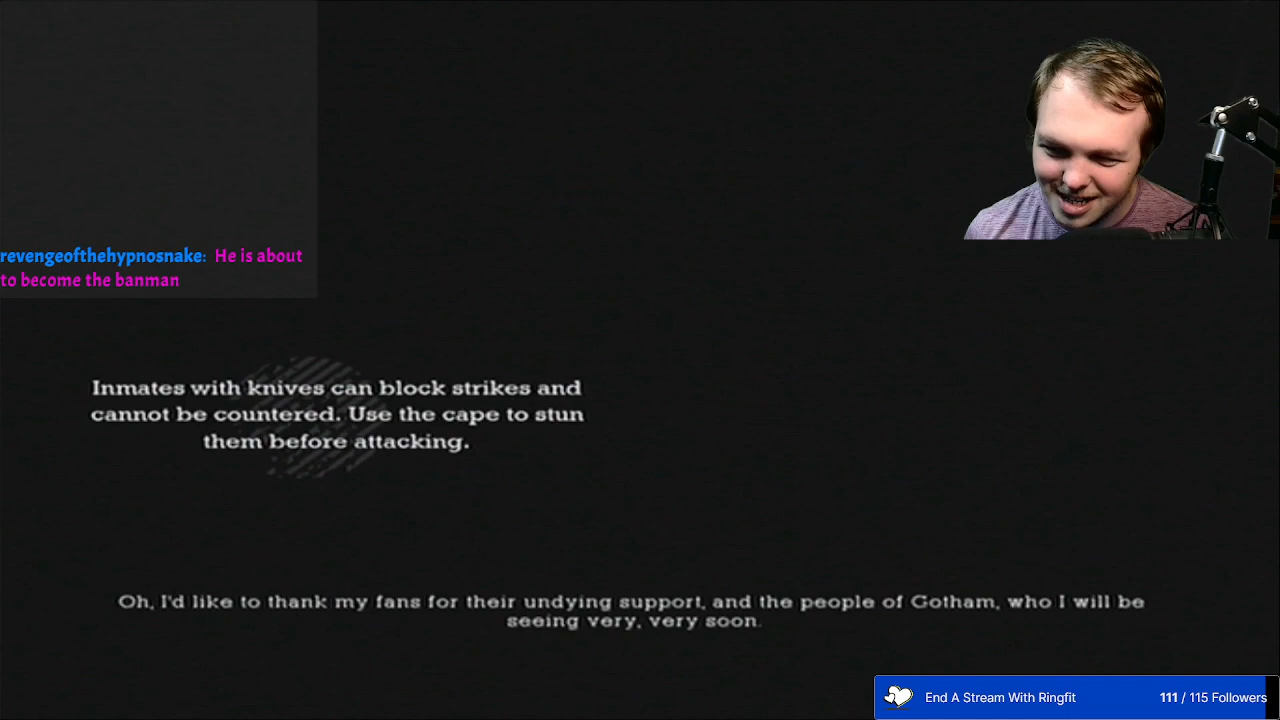 revengeofthehypnosnake: He is about
to become the banman
Inmates with knives can block strikes and
cannot be countered. Use the cape to stun
them before attacking.
Oh, I'd like to thank my fans for their undying support, and the people of Gotham, who I will be
seeing very, very soon.
End A Stream With Ringfit 111 / 115 Followers